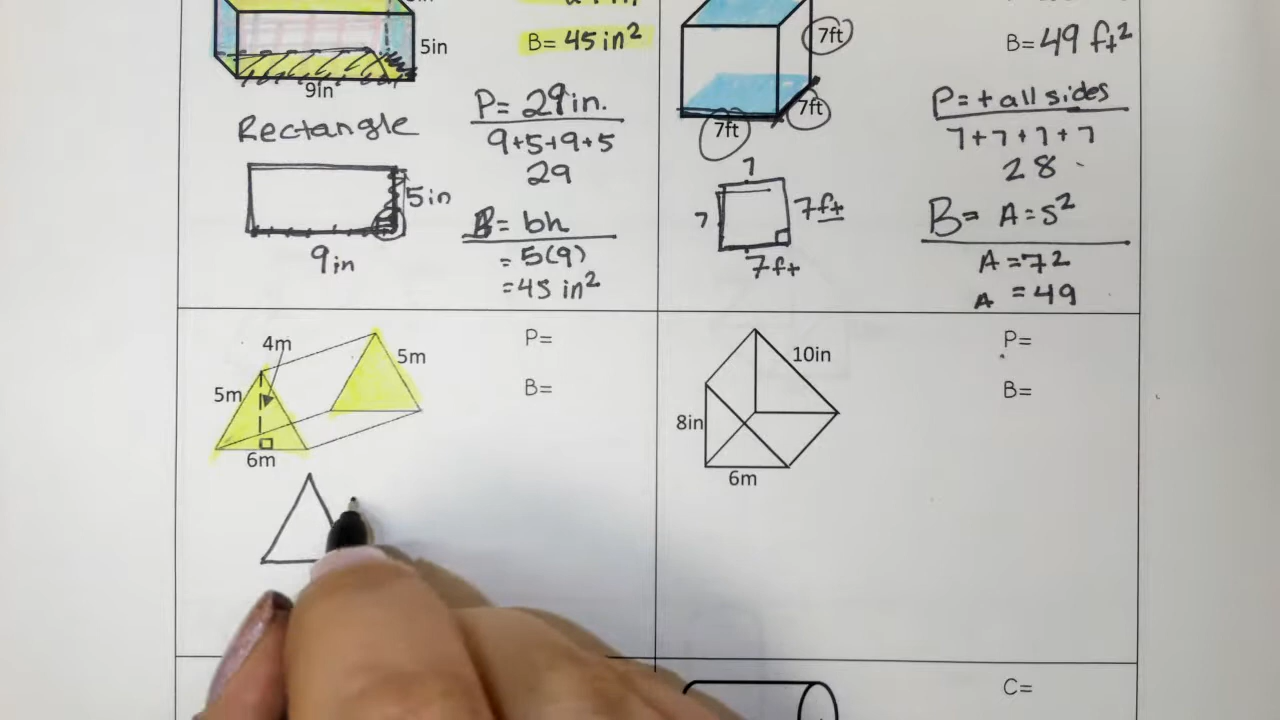 5in
B= 45 in²
9in
P= 29in.
Rectangle
9+5+9+5
29
5in
B= bh
9in
= 5(9)
=45 in²
7ft
B= 49 ft²
7ft
7ft
P= + all sides
7+7+7+7
28
7
7
7ft
7ft
B= A=S²
A=7²
A =49
4m
5m
5m
6m
P=
B=
10in
8in
6m
P=
B=
C=